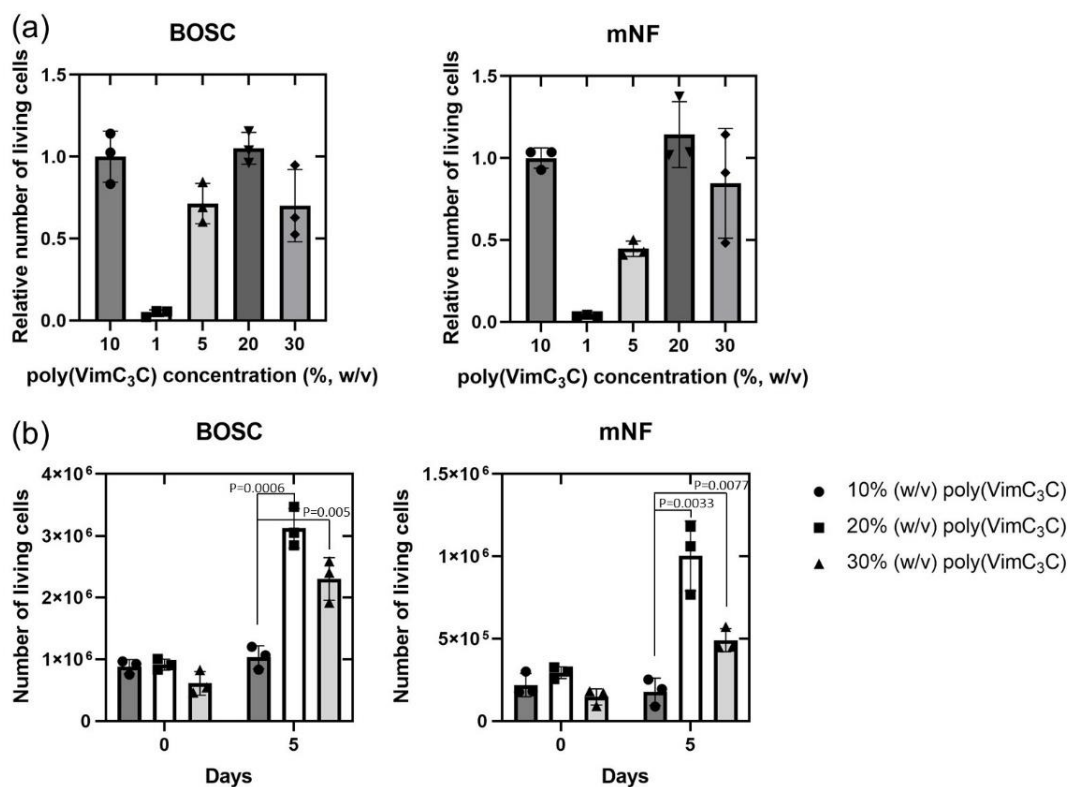 (a)
BOSC
Relative number of living cells
1.5
1.0
0.5
0.0
10 1 5 20 30
poly(VimC₃C) concentration (%, w/v)
mNF
Relative number of living cells
1.5
1.0
0.5
0.0
10 1 5 20 30
poly(VimC₃C) concentration (%, w/v)
(b)
BOSC
Number of living cells
4×10⁶
3×10⁶
2×10⁶
1×10⁶
0
P=0.0006
P=0.005
0 5
Days
mNF
Number of living cells
1.5×10⁶
1×10⁶
5×10⁵
0
P=0.0077
P=0.0033
0 5
Days
10% (w/v) poly(VimC₃C)
20% (w/v) poly(VimC₃C)
30% (w/v) poly(VimC₃C)